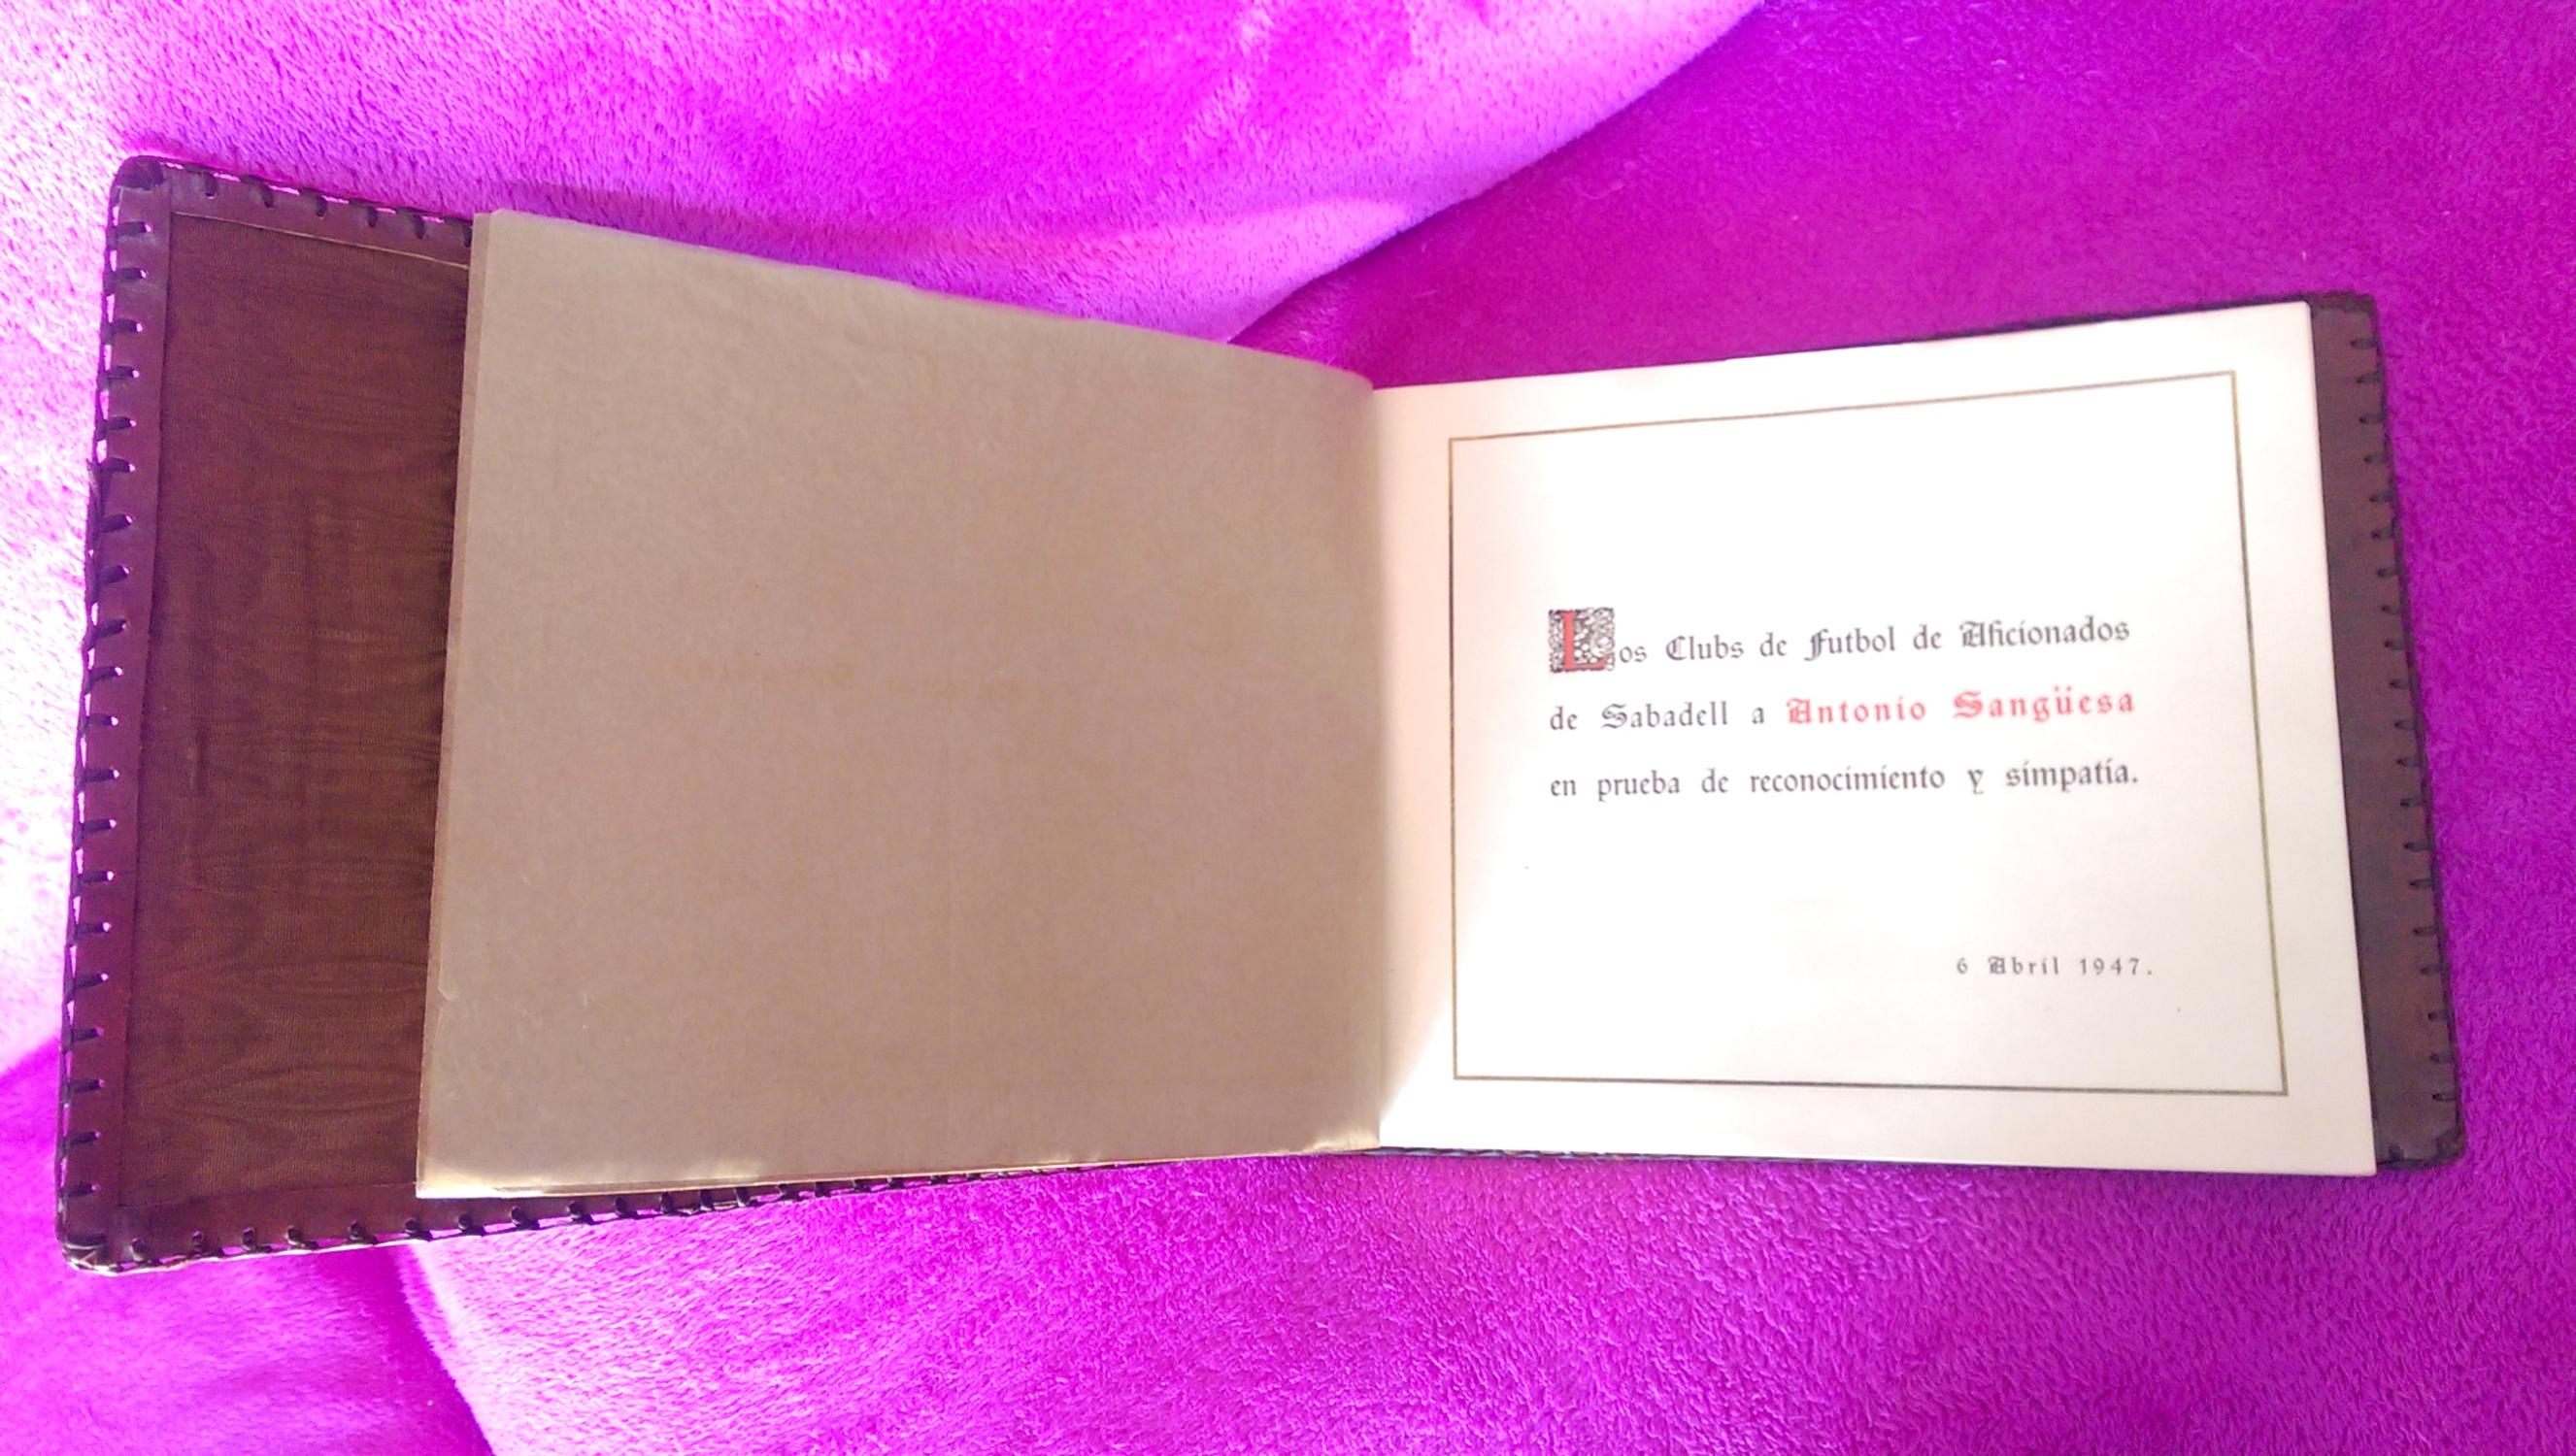 Los Clubs de Futbol de Aficionados
de Sabadell a Antonio Sangüesa
en prueba de reconocimiento y simpatía.
6 Abril 1947.